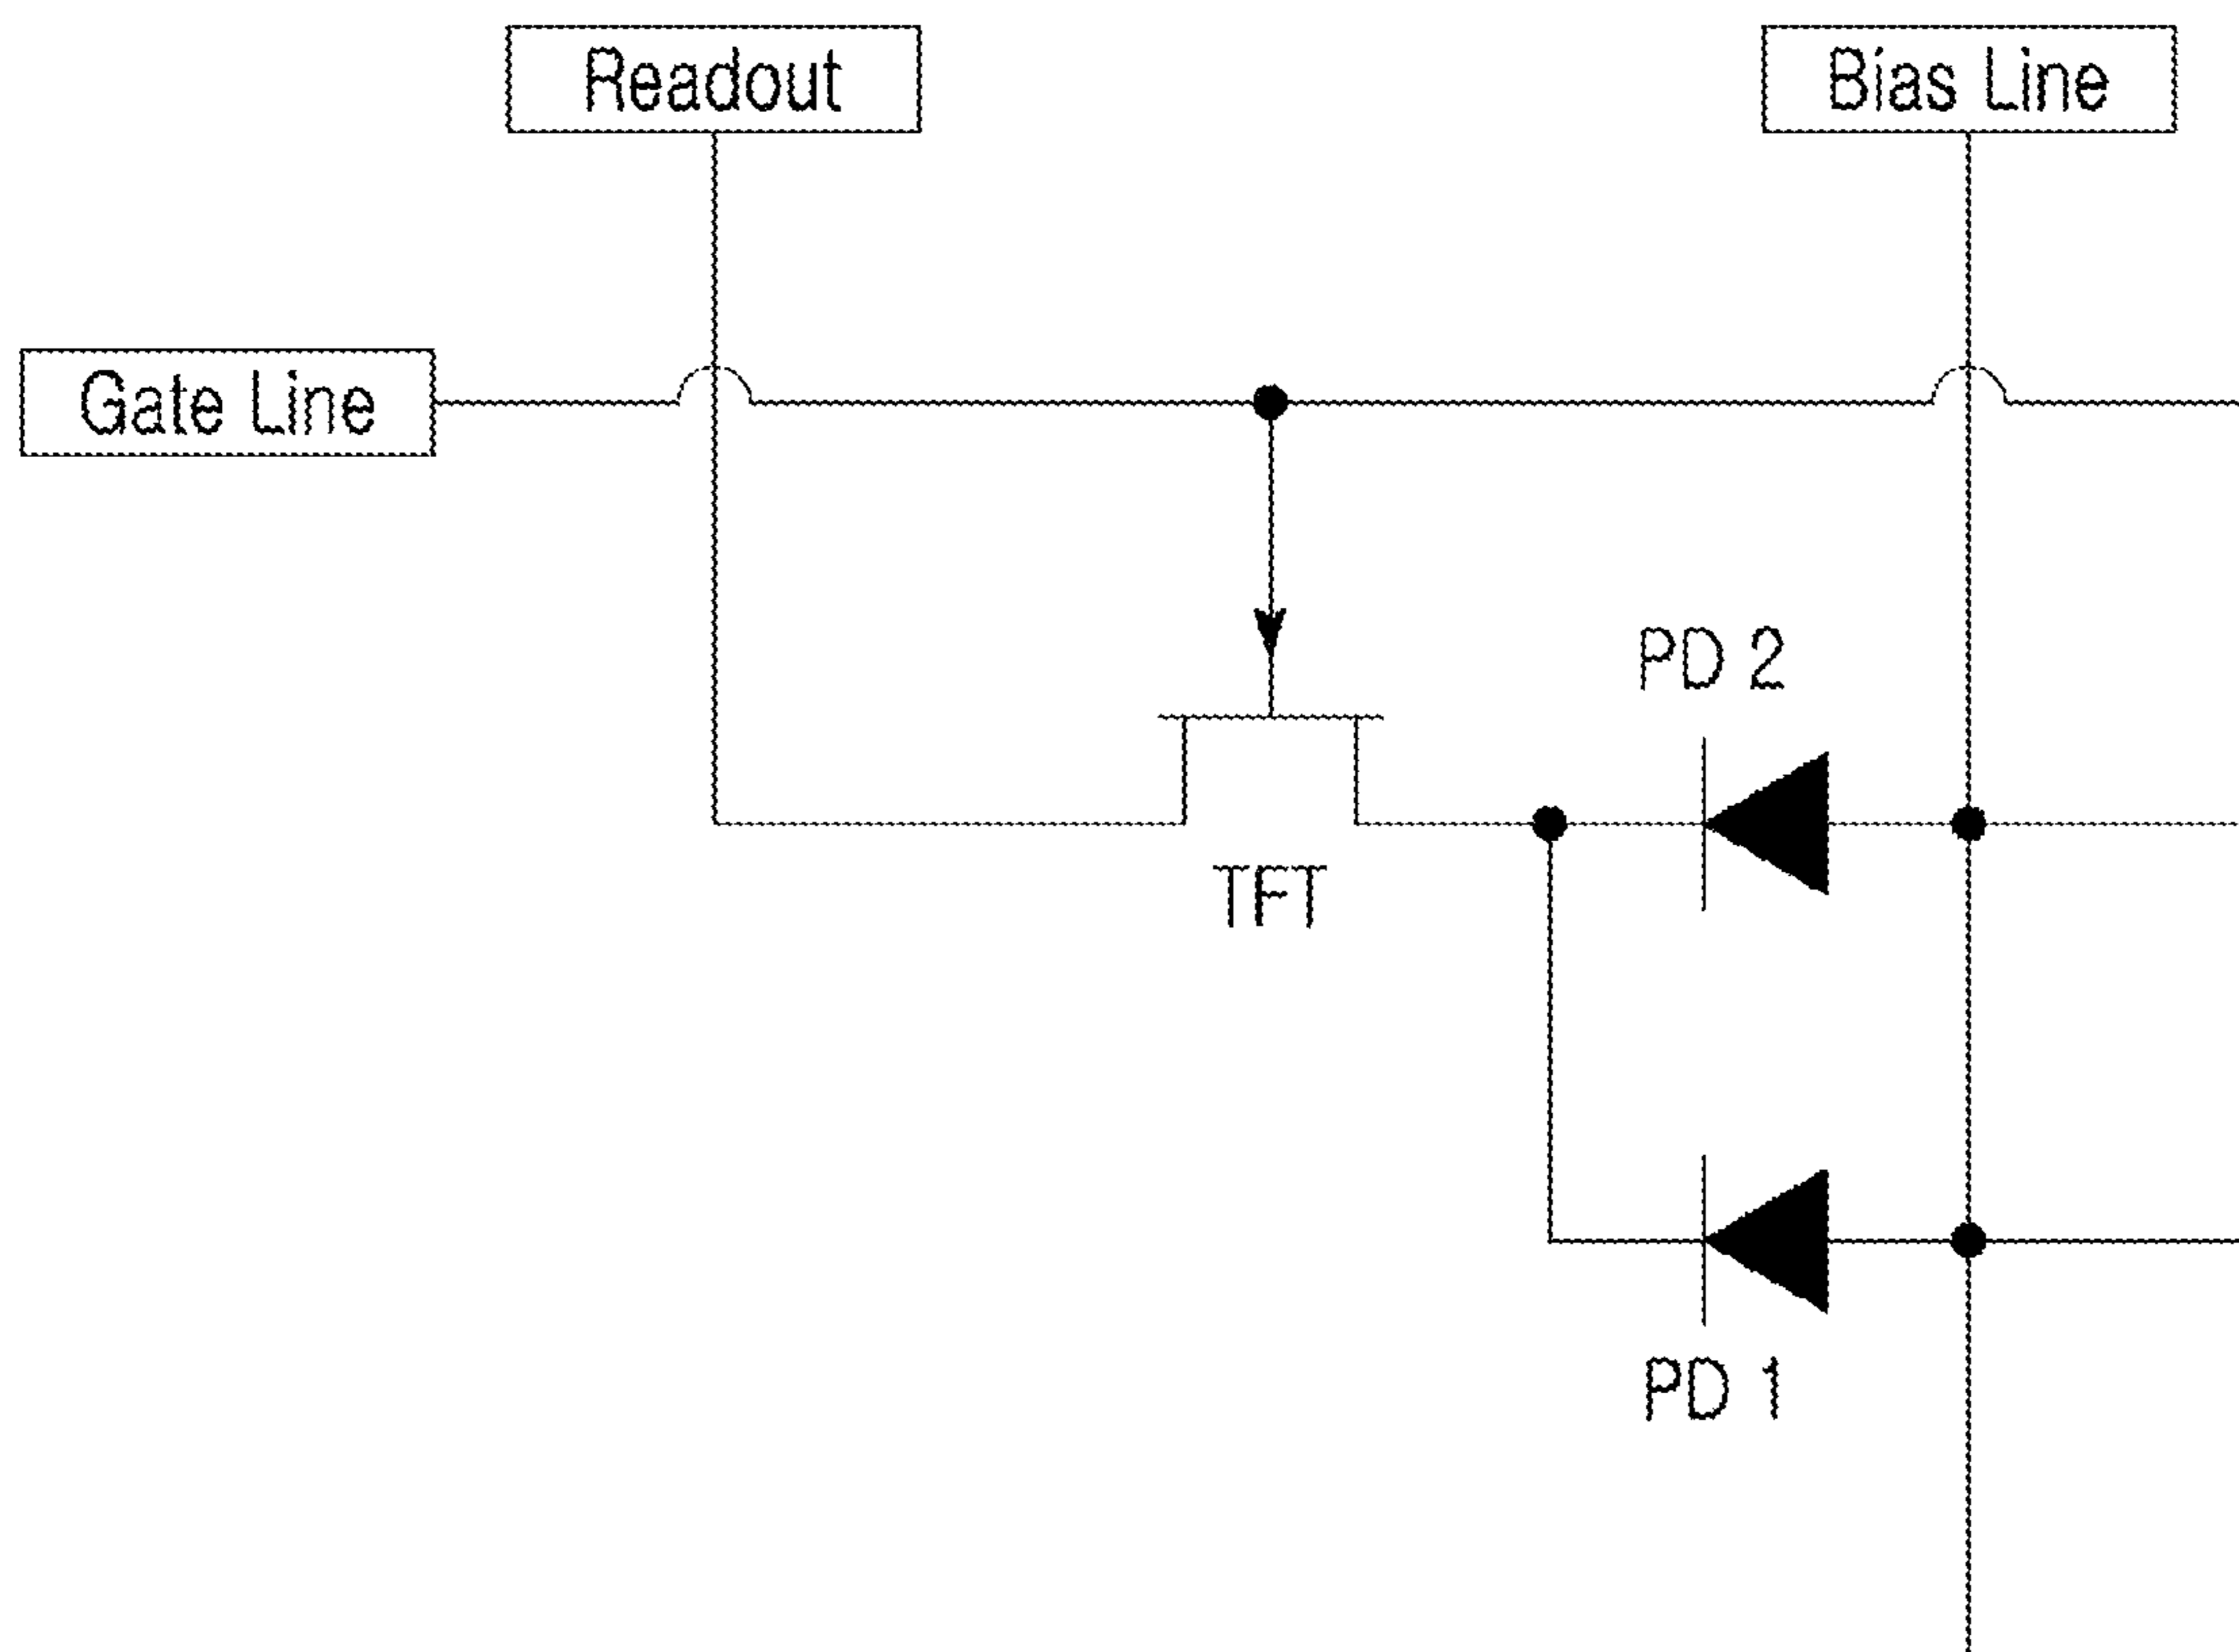 Readout
Bias Line
Gate Line
PD 2
TFT
PD 1